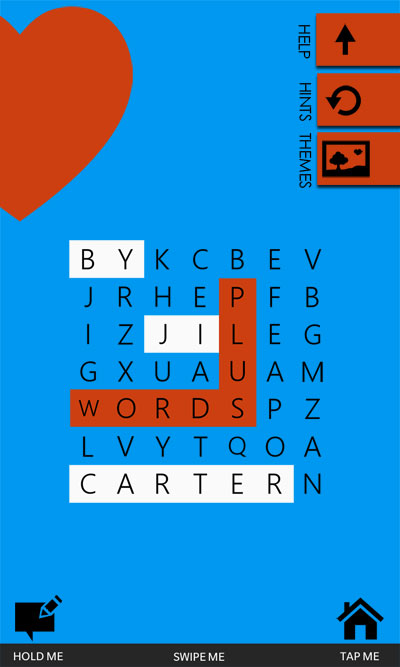 HELP
HINTS
THEMES
B Y K C B E V
J R H E P F B
I Z J I L E G
G X U A U A M
W O R D S P Z
L V Y T Q O A
C A R T E R N
HOLD ME
SWIPE ME
TAP ME